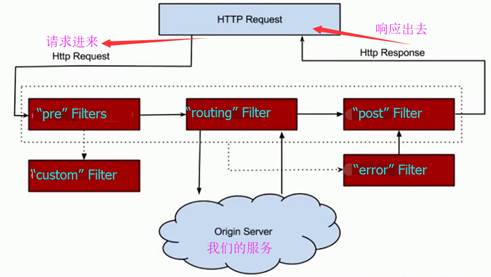 HTTP Request
请求进来
响应出去
Http Request
Http Response
“pre” Filters
“routing” Filter
“post” Filter
“custom” Filter
“error” Filter
Origin Server
我们的服务